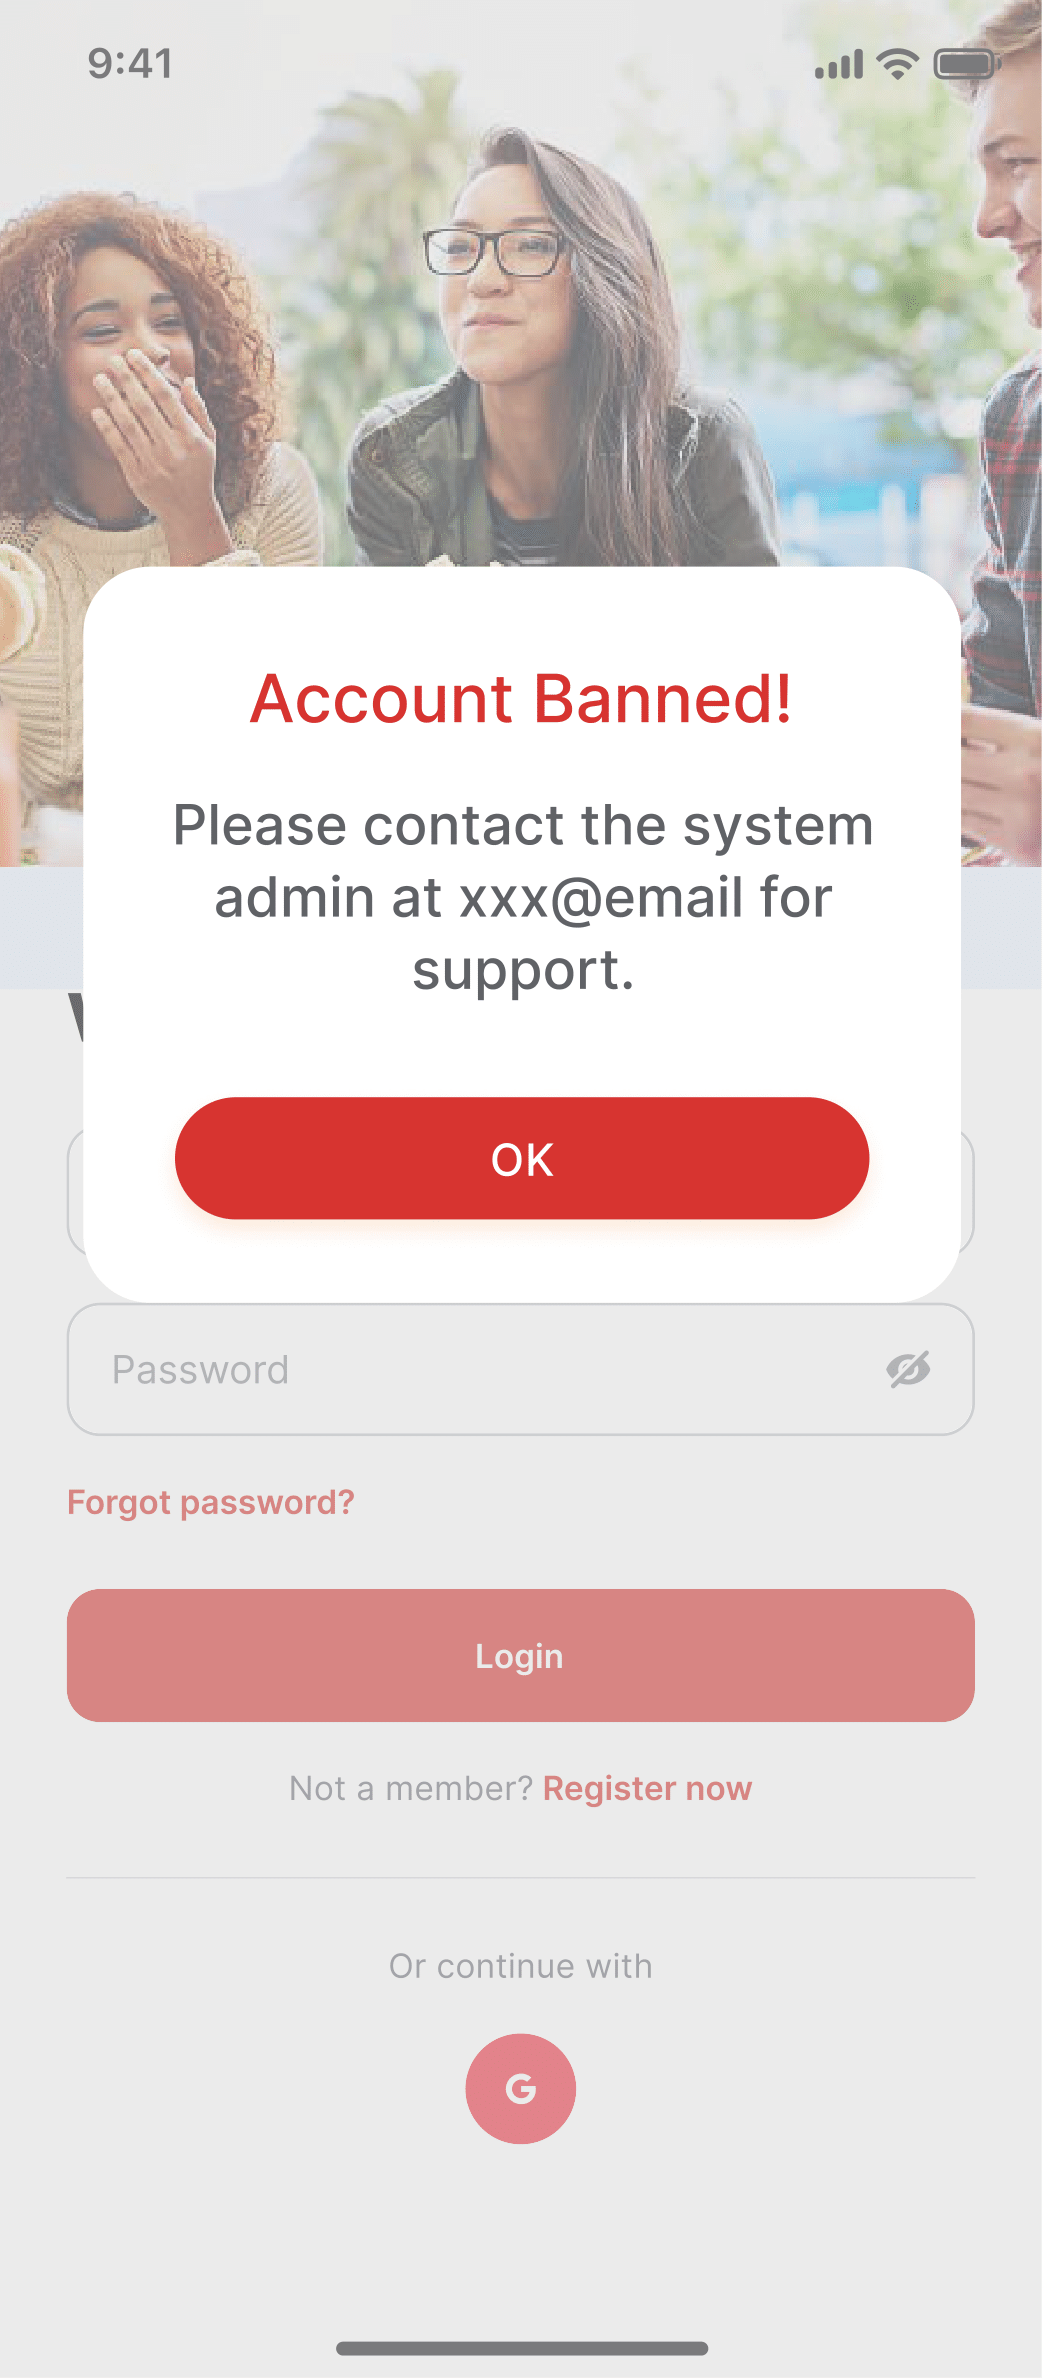 9:41
Account Banned!
Please contact the system
admin at xxx@email for
support.
OK
Password
Forgot password?
Login
Not a member? Register now
Or continue with
G